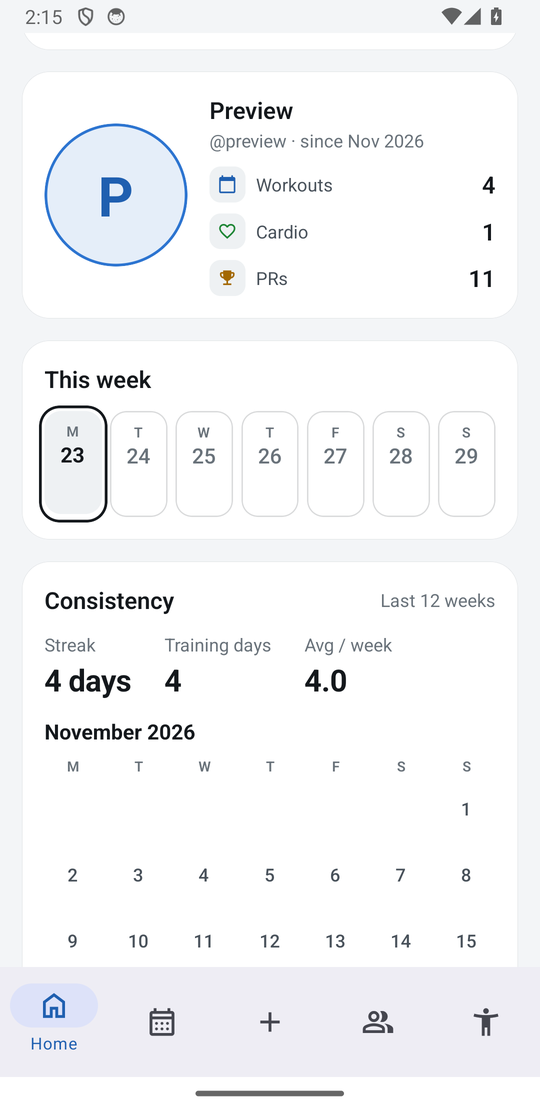 2:15
P
Preview
@preview · since Nov 2026
Workouts 4
Cardio 1
PRs 11
This week
M T W T F S S
23 24 25 26 27 28 29
Consistency Last 12 weeks
Streak Training days Avg / week
4 days 4 4.0
November 2026
M T W T F S S
1
2 3 4 5 6 7 8
9 10 11 12 13 14 15
Home